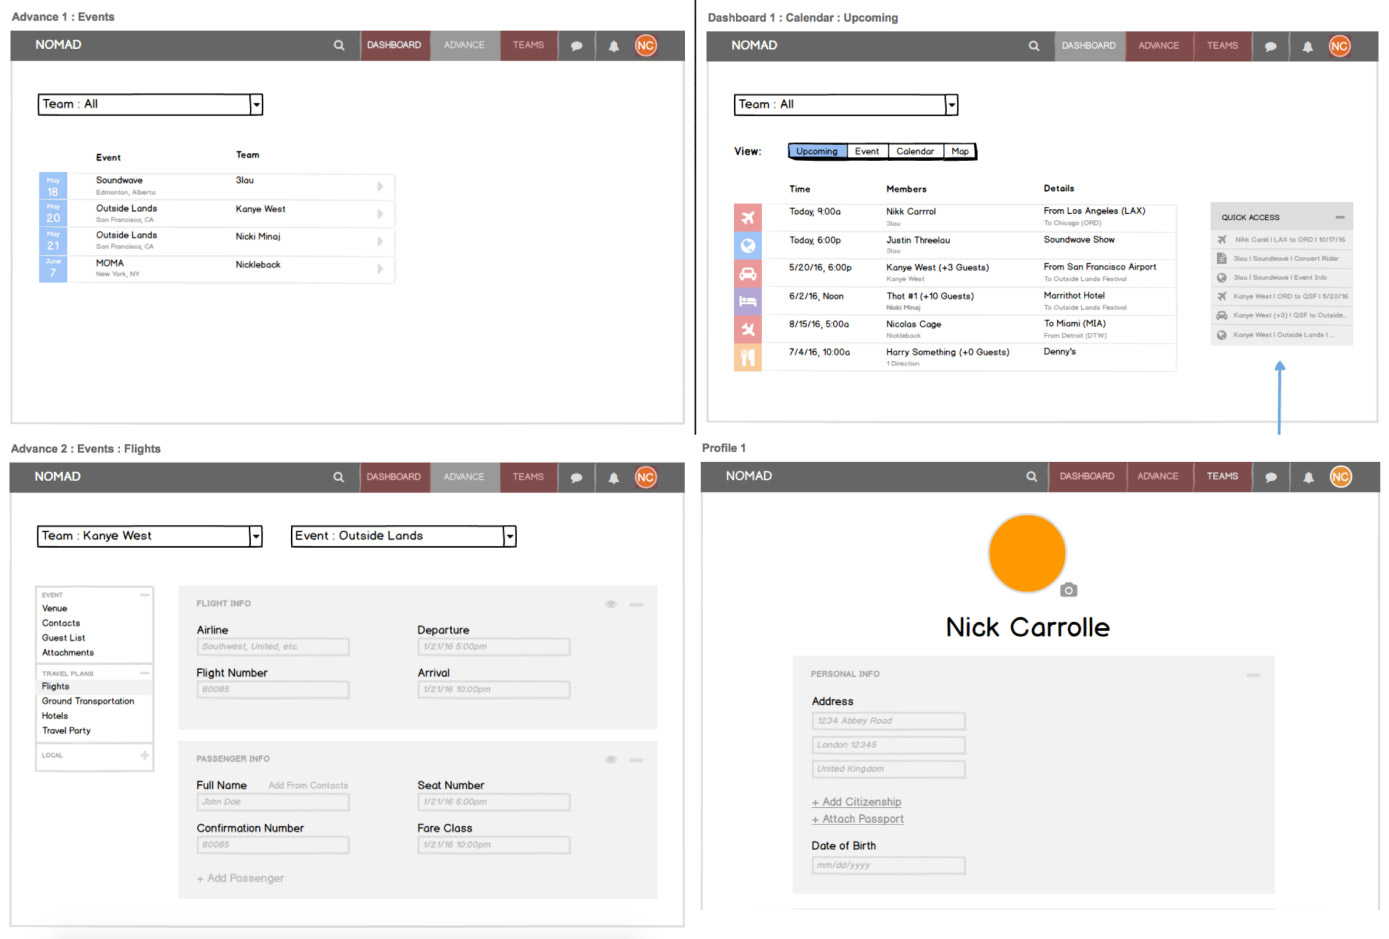 Advance 1 : Events
NOMAD
DASHBOARD
ADVANCE
TEAMS
NC
Team : All
Event
Team
May
18
Soundwave
Edmonton, Alberta
3lau
May
20
Outside Lands
San Francisco, CA
Kanye West
May
21
Outside Lands
San Francisco, CA
Nicki Minaj
June
7
MOMA
New York, NY
Nickleback
Dashboard 1 : Calendar : Upcoming
NOMAD
DASHBOARD
ADVANCE
TEAMS
NC
Team : All
View:
Upcoming
Event
Calendar
Map
Time
Members
Details
Today, 9:00a
Nikk Carrrol
3lau
From Los Angeles (LAX)
To Chicago (ORD)
Today, 6:00p
Justin Threelau
3lau
Soundwave Show
5/20/16, 6:00p
Kanye West (+3 Guests)
Kanye West
From San Francisco Airport
To Outside Lands Festival
6/2/16, Noon
Thot #1 (+10 Guests)
Nicki Minaj
Marrithot Hotel
To Outside Lands Festival
8/15/16, 5:00a
Nicolas Cage
Nickleback
To Miami (MIA)
From Detroit (DTW)
7/4/16, 10:00a
Harry Something (+0 Guests)
1 Direction
Denny's
QUICK ACCESS
Nikk Carel | LAX to ORD | 10/17/16
3lau | Soundwave | Concert Rider
3lau | Soundwave | Event Info
Kanye West | ORD to QSF | 5/20/16
Kanye West (+3) | QSF to Outside..
Kanye West | Outside Lands | ...
Advance 2 : Events : Flights
NOMAD
DASHBOARD
ADVANCE
TEAMS
NC
Team : Kanye West
Event : Outside Lands
EVENT
Venue
Contacts
Guest List
Attachments
TRAVEL PLANS
Flights
Ground Transportation
Hotels
Travel Party
LOCAL
FLIGHT INFO
Airline
Southwest, United, etc.
Departure
1/21/16 5:00pm
Flight Number
80085
Arrival
1/21/16 10:00pm
PASSENGER INFO
Full Name
Add From Contacts
John Doe
Seat Number
1/21/16 5:00pm
Confirmation Number
80085
Fare Class
1/21/16 10:00pm
+ Add Passenger
Profile 1
NOMAD
DASHBOARD
ADVANCE
TEAMS
NC
Nick Carrolle
PERSONAL INFO
Address
1234 Abbey Road
London 12345
United Kingdom
+ Add Citizenship
+ Attach Passport
Date of Birth
mm/dd/yyyy